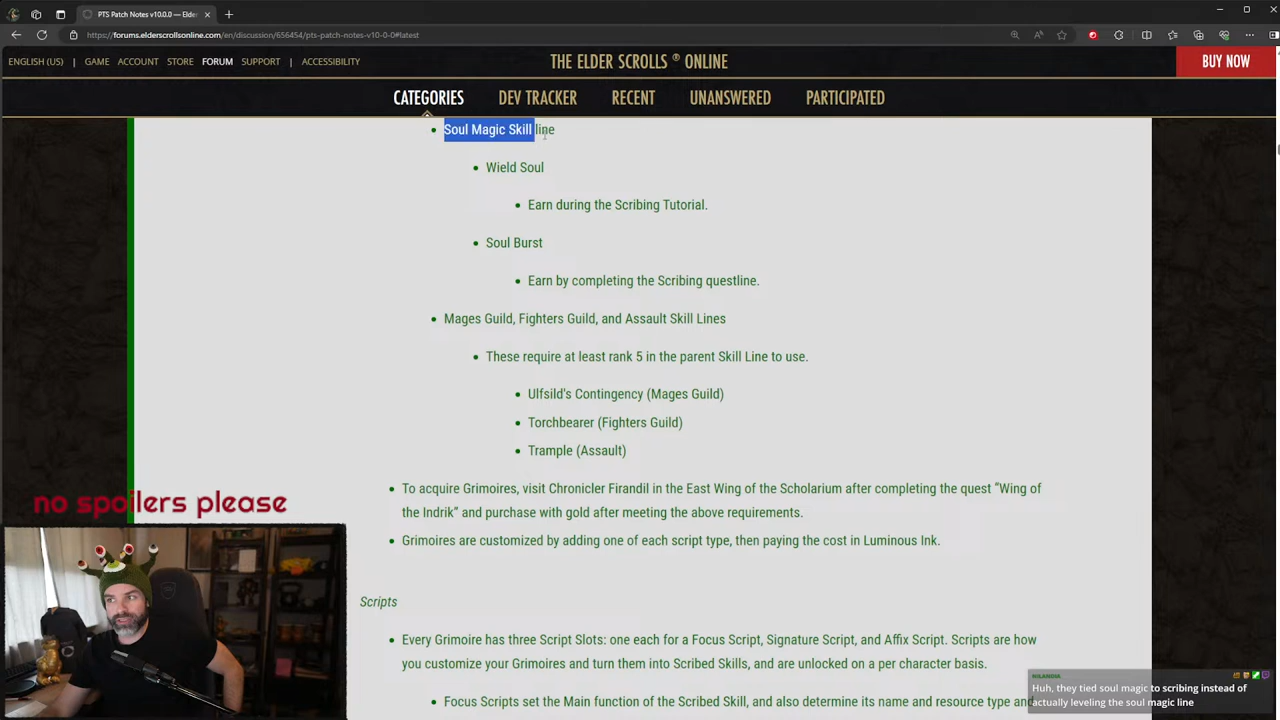 PTS Patch Notes v10.0.0 — Elder
https://forums.elderscrollsonline.com/en/discussion/656454/pts-patch-notes-v10-0-0#latest
ENGLISH (US) | GAME ACCOUNT STORE FORUM SUPPORT | ACCESSIBILITY
THE ELDER SCROLLS ® ONLINE
BUY NOW
CATEGORIES DEV TRACKER RECENT UNANSWERED PARTICIPATED
• Soul Magic Skill line
• Wield Soul
• Earn during the Scribing Tutorial.
• Soul Burst
• Earn by completing the Scribing questline.
• Mages Guild, Fighters Guild, and Assault Skill Lines
• These require at least rank 5 in the parent Skill Line to use.
• Ulfsild's Contingency (Mages Guild)
• Torchbearer (Fighters Guild)
• Trample (Assault)
• To acquire Grimoires, visit Chronicler Firandil in the East Wing of the Scholarium after completing the quest “Wing of
the Indrik” and purchase with gold after meeting the above requirements.
• Grimoires are customized by adding one of each script type, then paying the cost in Luminous Ink.
Scripts
• Every Grimoire has three Script Slots: one each for a Focus Script, Signature Script, and Affix Script. Scripts are how
you customize your Grimoires and turn them into Scribed Skills, and are unlocked on a per character basis.
• Focus Scripts set the Main function of the Scribed Skill, and also determine its name and resource type and
no spoilers please
Huh, they tied soul magic to scribing instead of
actually leveling the soul magic line